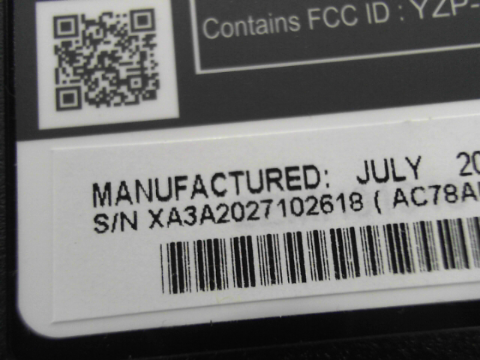 Contains FCC ID : YZP-
MANUFACTURED: JULY 20
S/N XA3A2027102618 ( AC78A